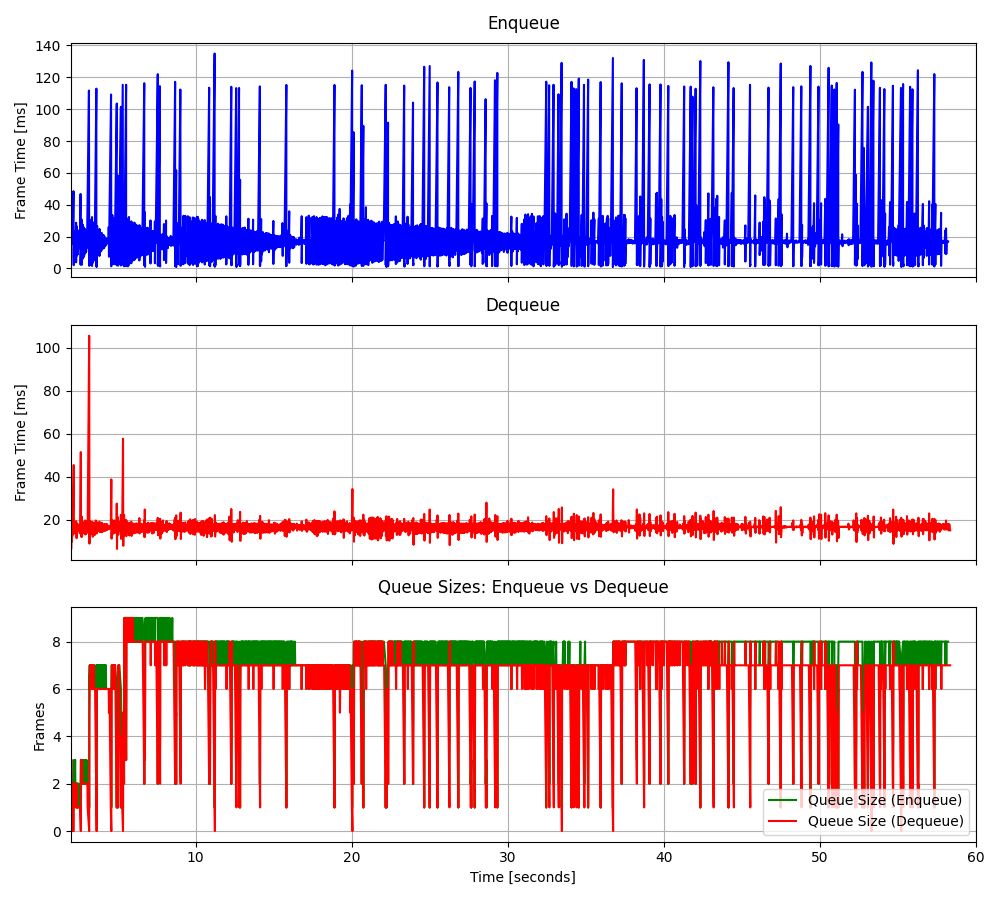 Enqueue
Frame Time [ms]
140
120
100
80
60
40
20
0
Dequeue
Frame Time [ms]
100
80
60
40
20
Queue Sizes: Enqueue vs Dequeue
Frames
8
6
4
2
0
Queue Size (Enqueue)
Queue Size (Dequeue)
10 20 30 40 50 60
Time [seconds]